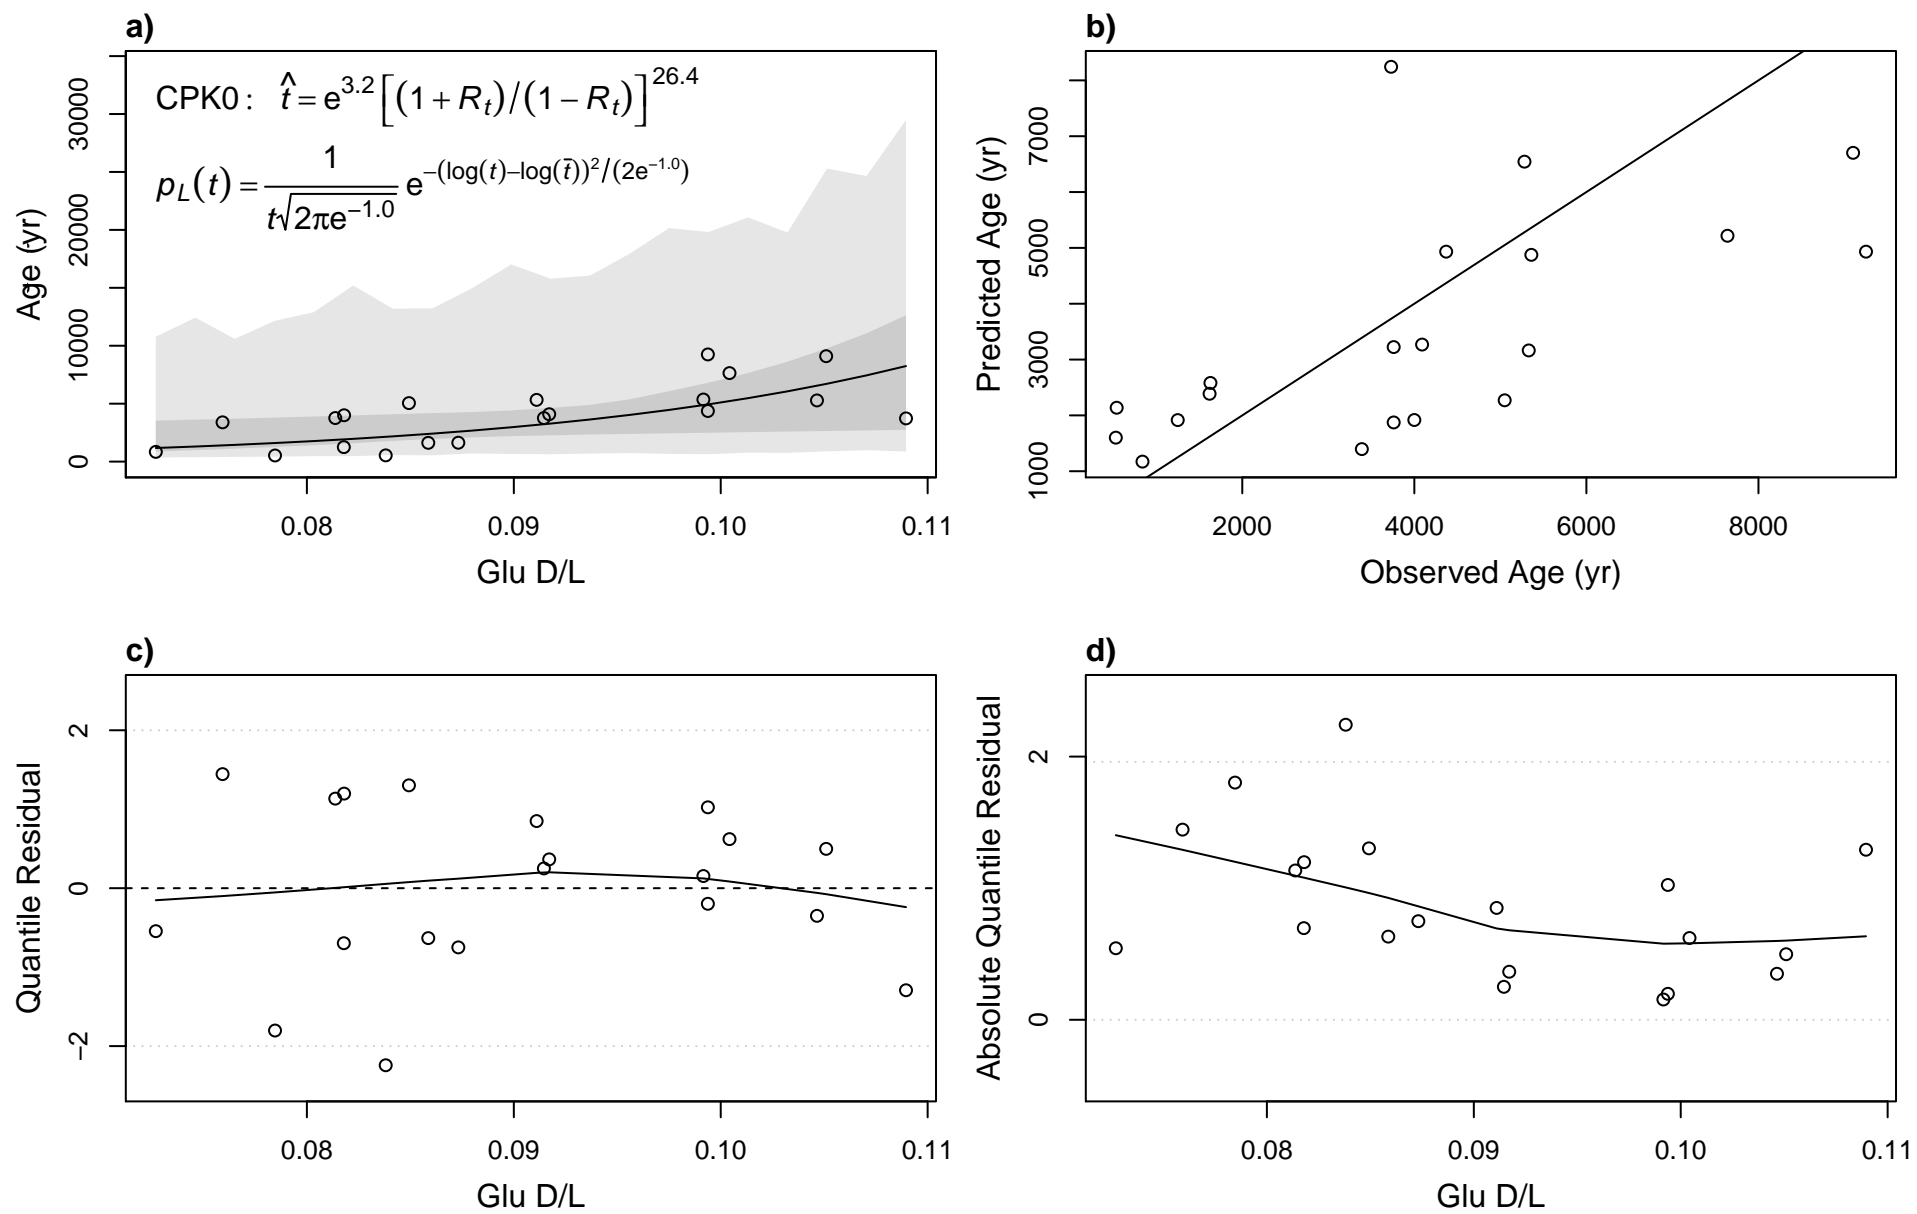 a)
CPK0 : t̂ = e^3.2 [(1 + R_t)/(1 − R_t)]^26.4
p_L(t) = 1 / (t√(2πe^−1.0)) e^−(log(t)−log(t̄))²/(2e^−1.0)
Age (yr)
0 10000 20000 30000
0.08 0.09 0.10 0.11
Glu D/L
b)
Predicted Age (yr)
1000 3000 5000 7000
2000 4000 6000 8000
Observed Age (yr)
c)
Quantile Residual
−2 0 2
0.08 0.09 0.10 0.11
Glu D/L
d)
Absolute Quantile Residual
0 2
0.08 0.09 0.10 0.11
Glu D/L